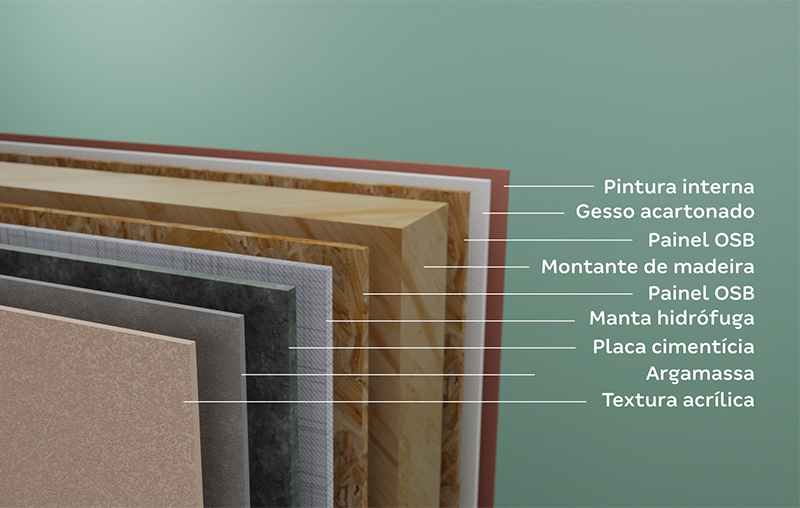 Pintura interna
Gesso acartonado
Painel OSB
Montante de madeira
Painel OSB
Manta hidrófuga
Placa cimentícia
Argamassa
Textura acrílica